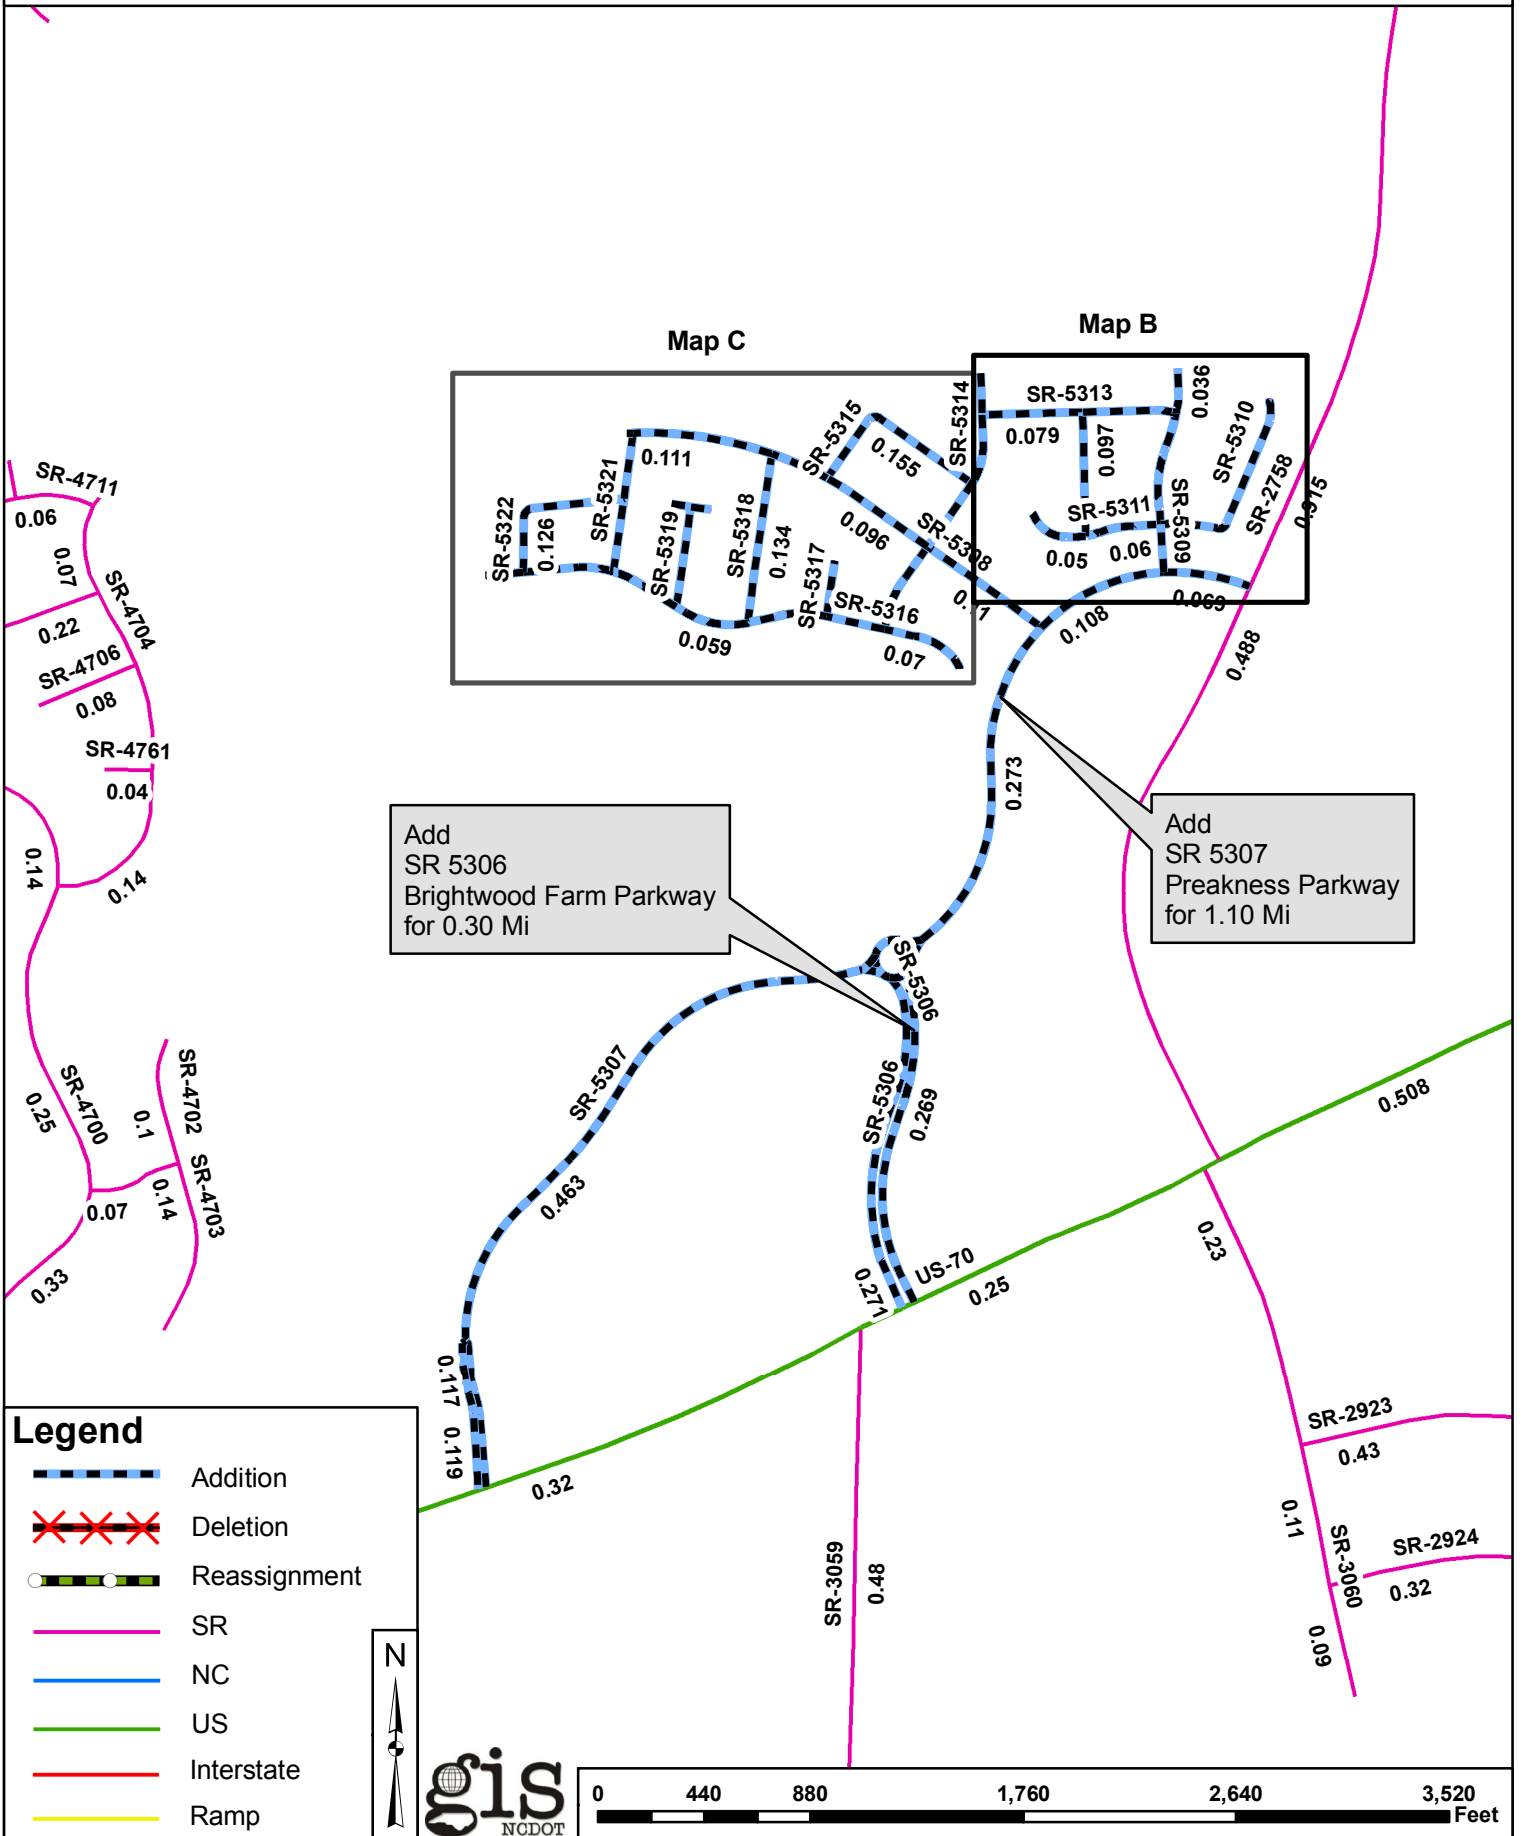 Map B
Map C
SR-5313
0.079
0.097
0.036
SR-5310
SR-2758
0.915
SR-5311
0.05
0.06
SR-5309
0.069
SR-5314
SR-5315
0.155
0.111
SR-5321
SR-5322
0.126
SR-5319
SR-5318
0.134
SR-5317
0.096
SR-5308
0.11
SR-5316
0.07
0.059
0.108
0.488
0.273
SR-4711
0.06
0.07
SR-4704
0.22
SR-4706
0.08
SR-4761
0.04
0.14
0.14
SR-4700
0.25
SR-4702
0.1
SR-4703
0.14
0.07
0.33
Add
SR 5306
Brightwood Farm Parkway
for 0.30 Mi
Add
SR 5307
Preakness Parkway
for 1.10 Mi
SR-5306
SR-5306
0.269
0.271
SR-5307
0.463
0.117
0.119
US-70
0.25
0.508
0.32
0.23
SR-3059
0.48
SR-2923
0.43
0.11
SR-3060
SR-2924
0.32
0.09
Legend
Addition
Deletion
Reassignment
SR
NC
US
Interstate
Ramp
N
gis
NCDOT
0 440 880 1,760 2,640 3,520
Feet